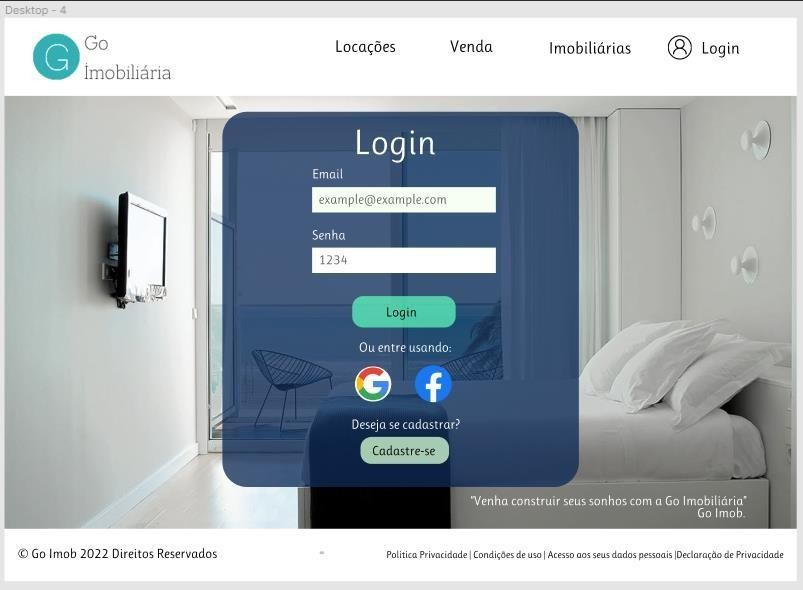 Desktop - 4
G
Go
Imobiliária
Locações
Venda
Imobiliárias
Login
Login
Email
example@example.com
Senha
1234
Login
Ou entre usando:
Deseja se cadastrar?
Cadastre-se
"Venha construir seus sonhos com a Go Imobiliária"
Go Imob.
© Go Imob 2022 Direitos Reservados
Politica Privacidade | Condições de uso | Acesso aos seus dados pessoais |Declaração de Privacidade